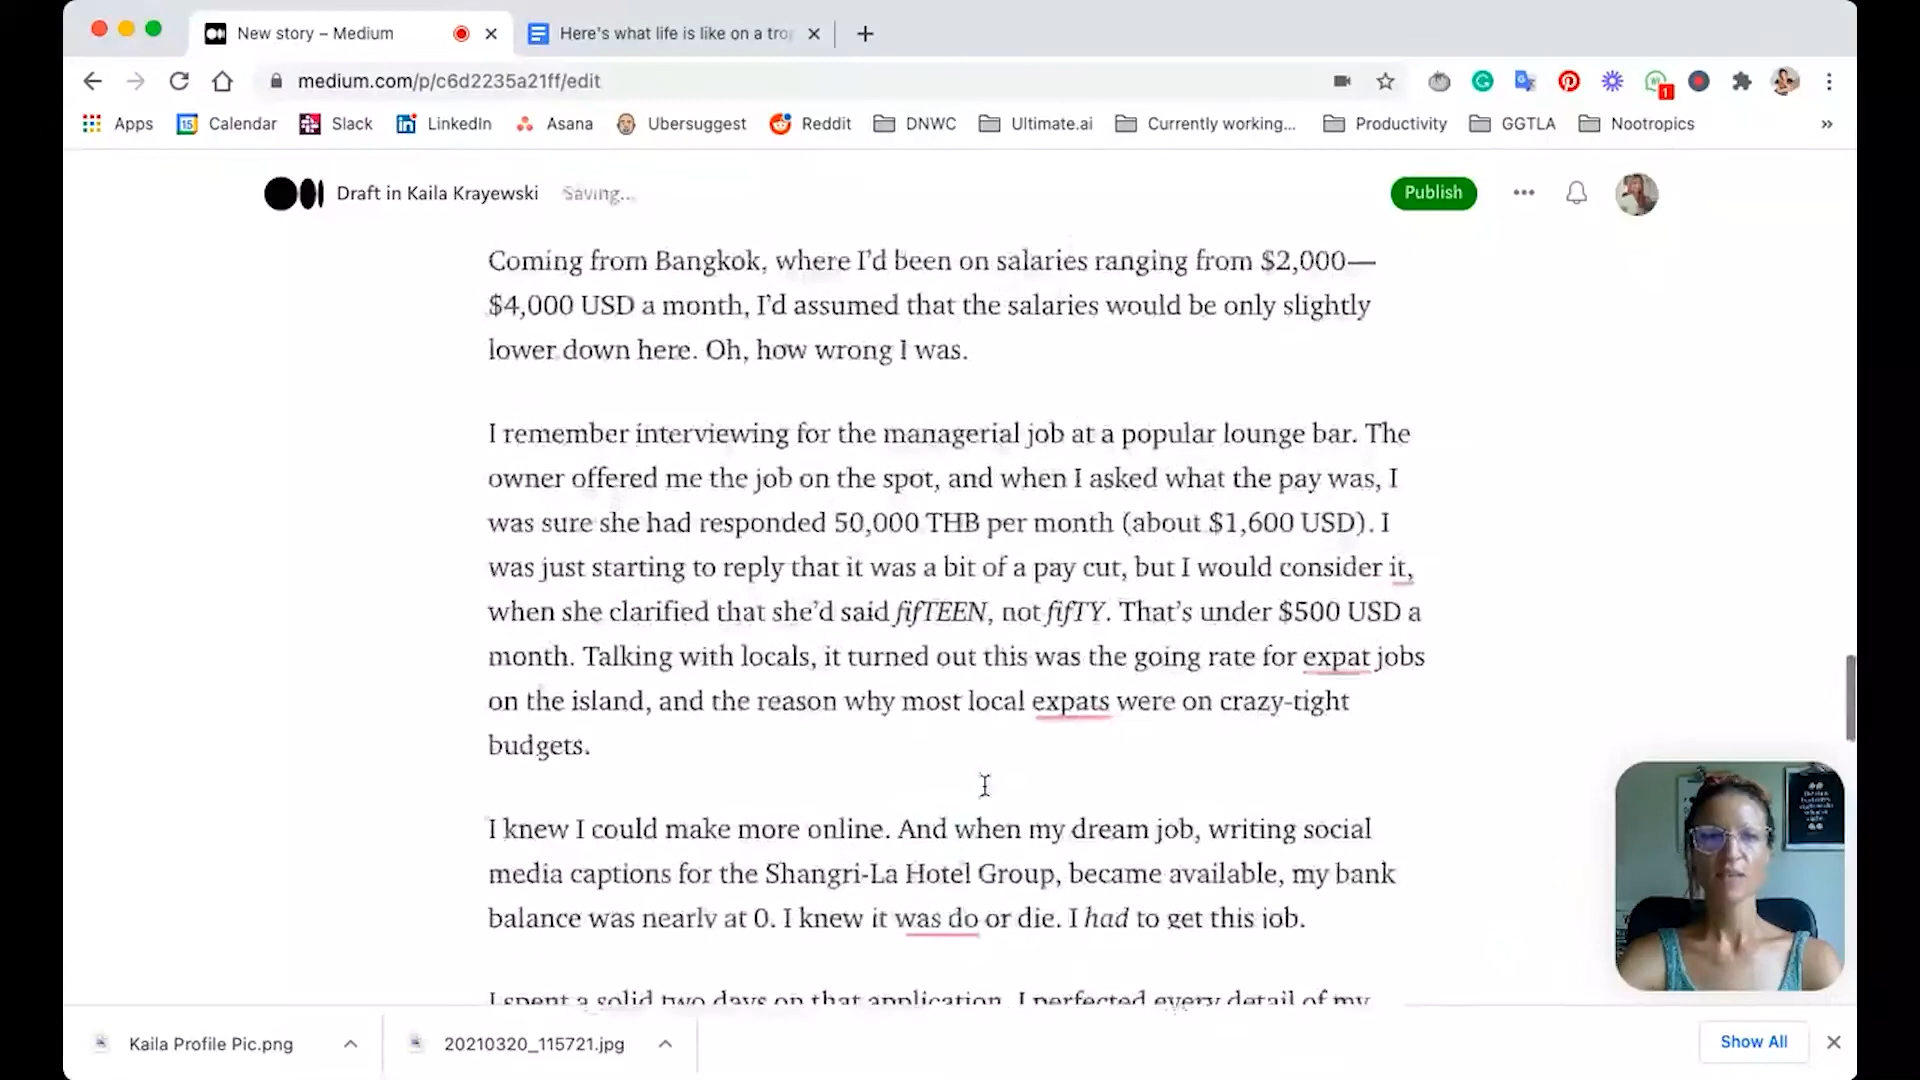 New story – Medium
Here's what life is like on a tro
medium.com/p/c6d2235a21ff/edit
1
Apps
15
Calendar
Slack
LinkedIn
Asana
Ubersuggest
Reddit
DNWC
Ultimate.ai
Currently working...
Productivity
GGTLA
Nootropics
»
Draft in Kaila Krayewski
Saving...
Publish
Coming from Bangkok, where I’d been on salaries ranging from $2,000—
$4,000 USD a month, I’d assumed that the salaries would be only slightly
lower down here. Oh, how wrong I was.
I remember interviewing for the managerial job at a popular lounge bar. The
owner offered me the job on the spot, and when I asked what the pay was, I
was sure she had responded 50,000 THB per month (about $1,600 USD). I
was just starting to reply that it was a bit of a pay cut, but I would consider it,
when she clarified that she’d said fifTEEN, not fifTY. That’s under $500 USD a
month. Talking with locals, it turned out this was the going rate for expat jobs
on the island, and the reason why most local expats were on crazy-tight
budgets.
I knew I could make more online. And when my dream job, writing social
media captions for the Shangri-La Hotel Group, became available, my bank
balance was nearly at 0. I knew it was do or die. I had to get this job.
I spent a solid two days on that application. I perfected every detail of my
Kaila Profile Pic.png
20210320_115721.jpg
Show All